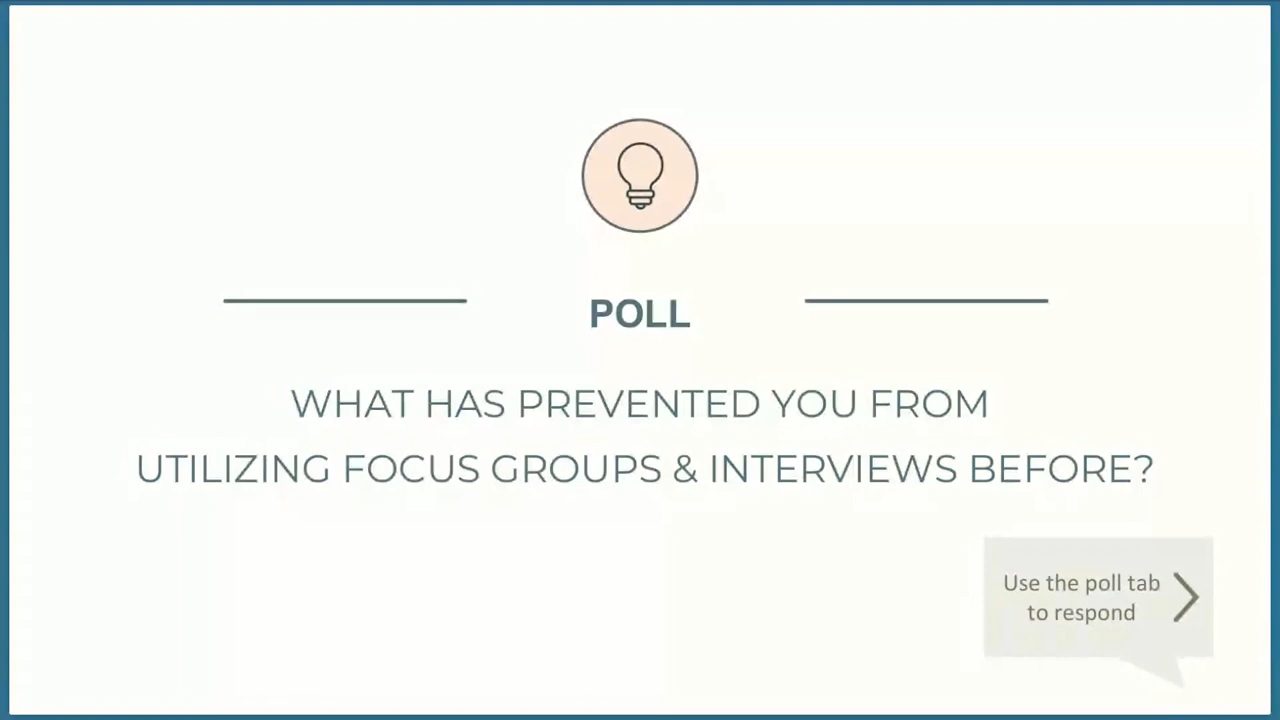 POLL
WHAT HAS PREVENTED YOU FROM
UTILIZING FOCUS GROUPS & INTERVIEWS BEFORE?
Use the poll tab
to respond